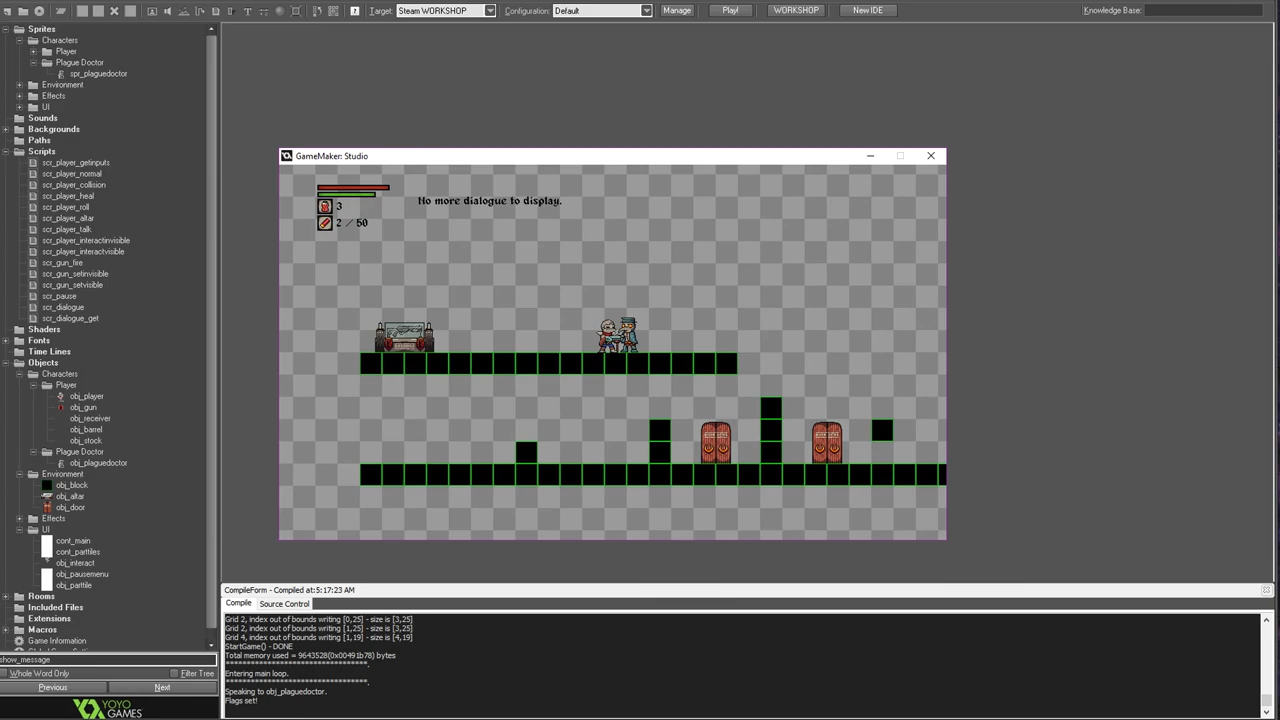 Target: Steam WORKSHOP Configuration: Default Manage Play! WORKSHOP New IDE Knowledge Base:
Sprites
Characters
Player
Plague Doctor
spr_plaguedoctor
Environment
Effects
UI
Sounds
Backgrounds
Paths
Scripts
scr_player_getinputs
scr_player_normal
scr_player_collision
scr_player_heal
scr_player_roll
scr_player_altar
scr_player_talk
scr_player_interactinvisible
scr_player_interactvisible
scr_gun_fire
scr_gun_setinvisible
scr_gun_setvisible
scr_pause
scr_dialogue
scr_dialogue_get
Shaders
Fonts
Time Lines
Objects
Characters
Player
obj_player
obj_gun
obj_receiver
obj_barrel
obj_stock
Plague Doctor
obj_plaguedoctor
Environment
obj_block
obj_altar
obj_door
Effects
UI
cont_main
cont_parttiles
obj_interact
obj_pausemenu
obj_parttile
Rooms
Included Files
Extensions
Macros
Game Information
show_message
Whole Word Only Filter Tree
Previous Next
YOYO
GAMES
GameMaker: Studio
No more dialogue to display.
3
2 / 50
CompileForm - Compiled at:5:17:23 AM
Compile Source Control
Grid 2, index out of bounds writing [0,25] - size is [3,25]
Grid 2, index out of bounds writing [1,25] - size is [3,25]
Grid 4, index out of bounds writing [1,19] - size is [4,19]
StartGame() - DONE
Total memory used = 9643528(0x00491b78) bytes
**********************************.
Entering main loop.
**********************************.
Speaking to obj_plaguedoctor.
Flags set!